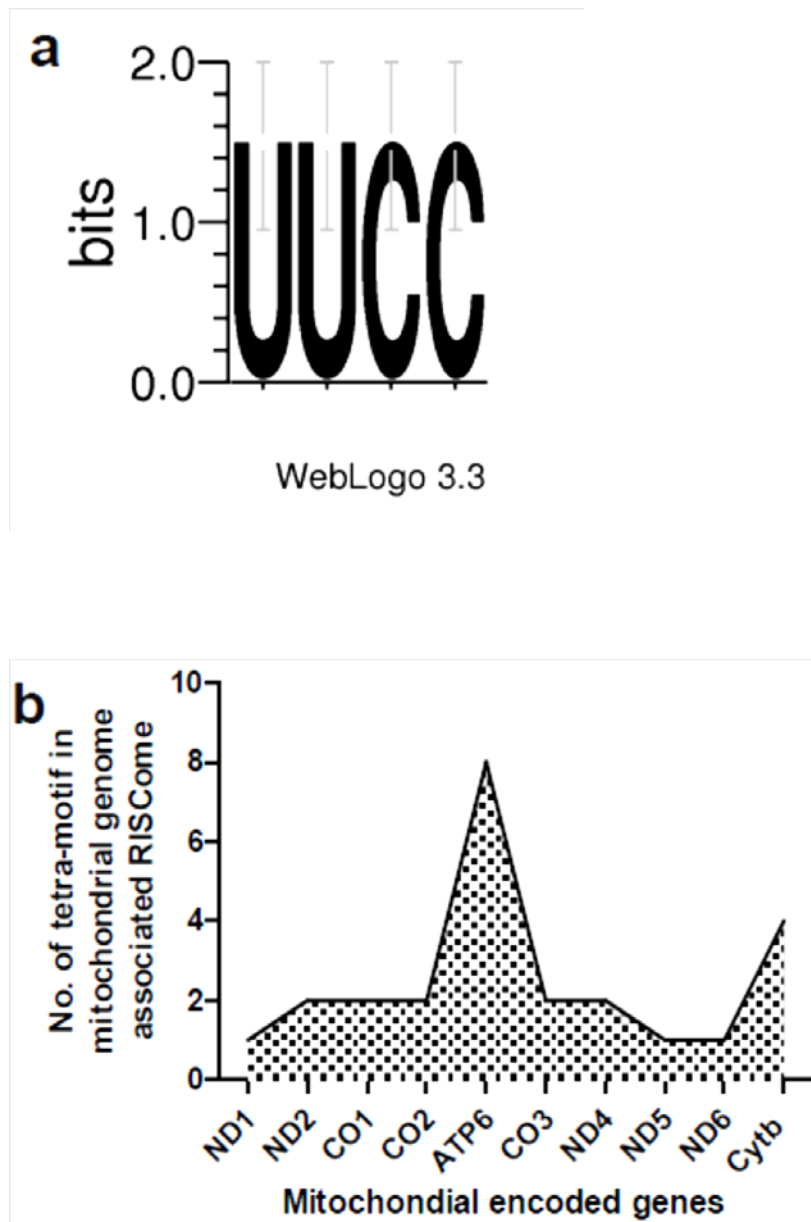 a
2.0
1.0
0.0
bits
UUCC
WebLogo 3.3
b
No. of tetra-motif in
mitochondrial genome
associated RISCome
10
8
6
4
2
0
ND1
ND2
CO1
CO2
ATP6
CO3
ND4
ND5
ND6
Cytb
Mitochondial encoded genes